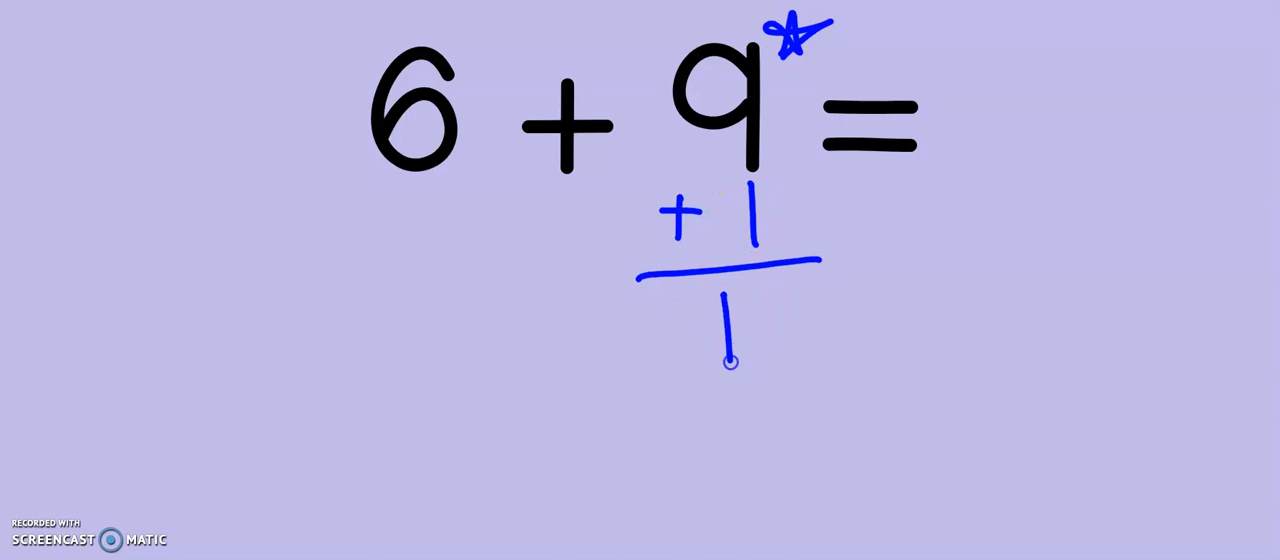 6 + 9 =
+ 1
1
RECORDED WITH
SCREENCAST MATIC